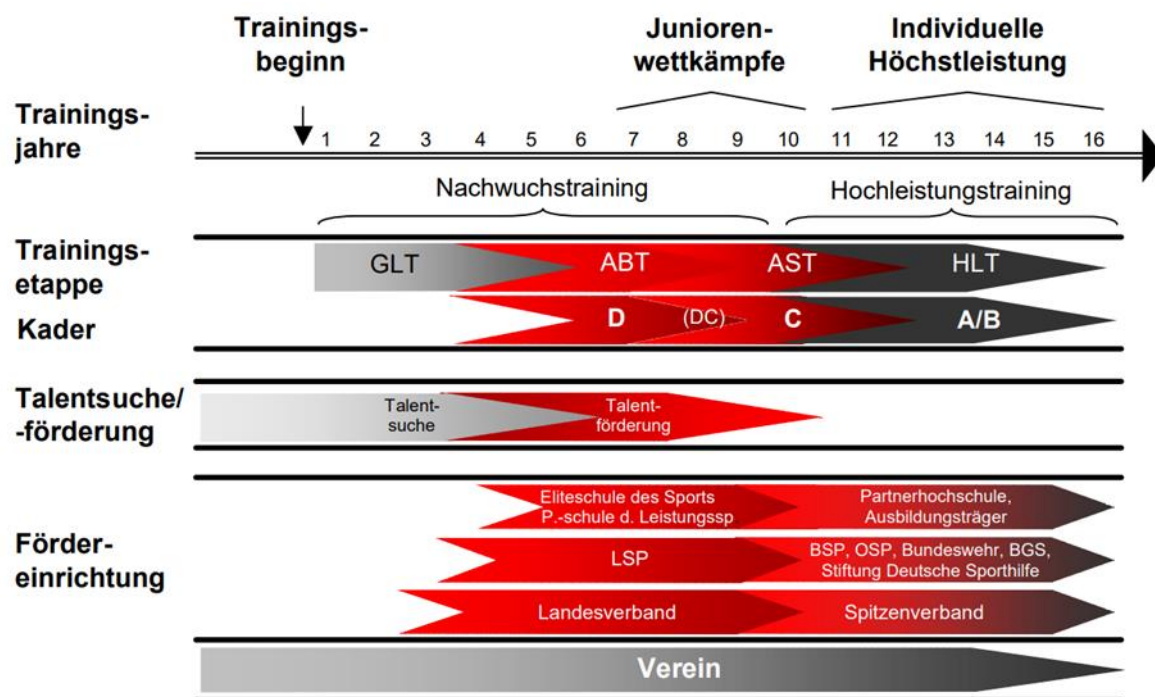 Trainings-
beginn
Junioren-
wettkämpfe
Individuelle
Höchstleistung
Trainings-
jahre
1 2 3 4 5 6 7 8 9 10 11 12 13 14 15 16
Nachwuchstraining
Hochleistungstraining
Trainings-
etappe
GLT ABT AST HLT
Kader
D (DC) C A/B
Talentsuche/
-förderung
Talent-
suche
Talent-
förderung
Förder-
einrichtung
Eliteschule des Sports
P.-schule d. Leistungssp
Partnerhochschule,
Ausbildungsträger
LSP
BSP, OSP, Bundeswehr, BGS,
Stiftung Deutsche Sporthilfe
Landesverband
Spitzenverband
Verein